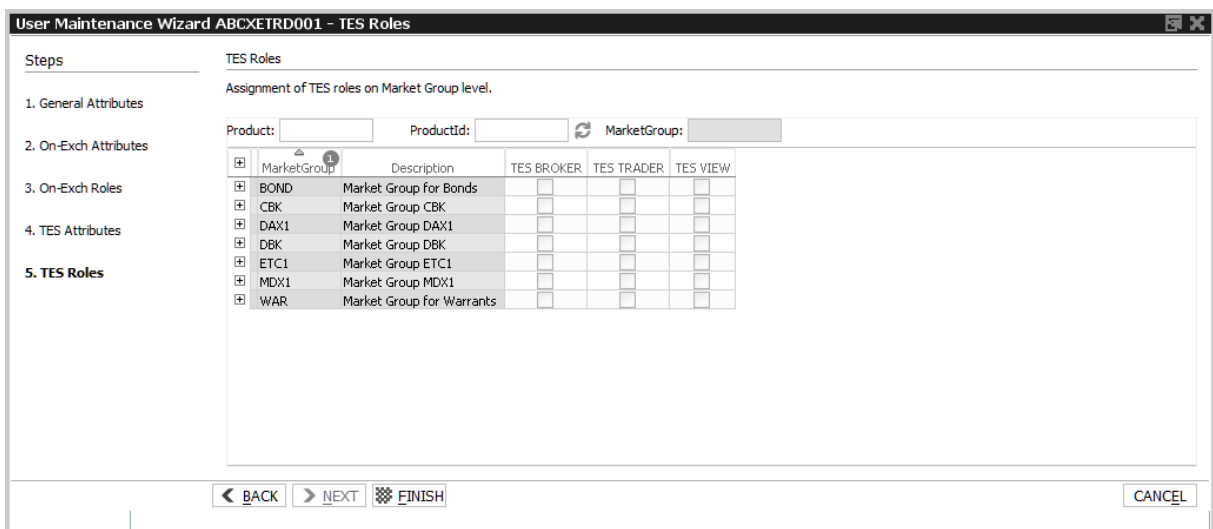 User Maintenance Wizard ABCXETRD001 - TES Roles
Steps
1. General Attributes
2. On-Exch Attributes
3. On-Exch Roles
4. TES Attributes
5. TES Roles
TES Roles
Assignment of TES roles on Market Group level.
Product: ProductId: MarketGroup:
MarketGroup 1 Description TES BROKER TES TRADER TES VIEW
BOND Market Group for Bonds
CBK Market Group CBK
DAX1 Market Group DAX1
DBK Market Group DBK
ETC1 Market Group ETC1
MDX1 Market Group MDX1
WAR Market Group for Warrants
BACK NEXT FINISH CANCEL